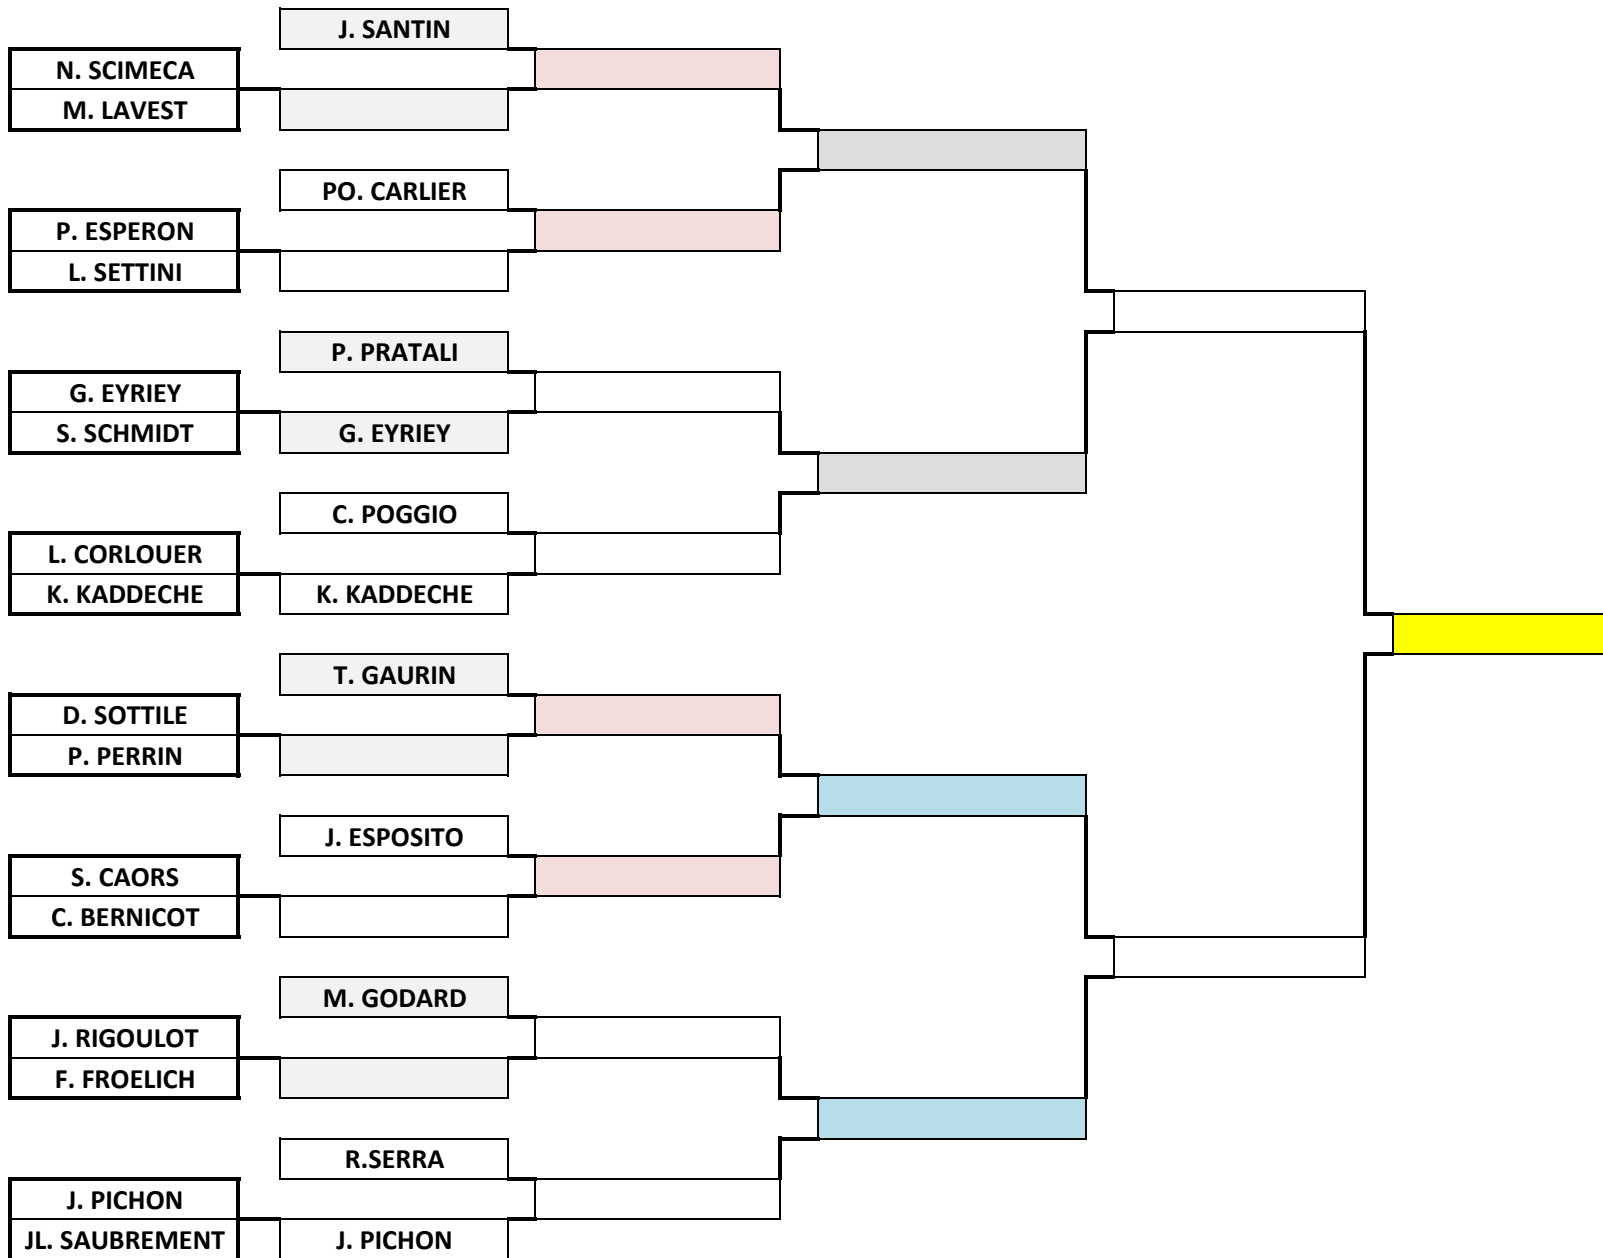 J. SANTIN
N. SCIMECA
M. LAVEST
PO. CARLIER
P. ESPERON
L. SETTINI
P. PRATALI
G. EYRIEY
S. SCHMIDT
G. EYRIEY
C. POGGIO
L. CORLOUER
K. KADDECHE
K. KADDECHE
T. GAURIN
D. SOTTILE
P. PERRIN
J. ESPOSITO
S. CAORS
C. BERNICOT
M. GODARD
J. RIGOULOT
F. FROELICH
R.SERRA
J. PICHON
JL. SAUBREMENT
J. PICHON